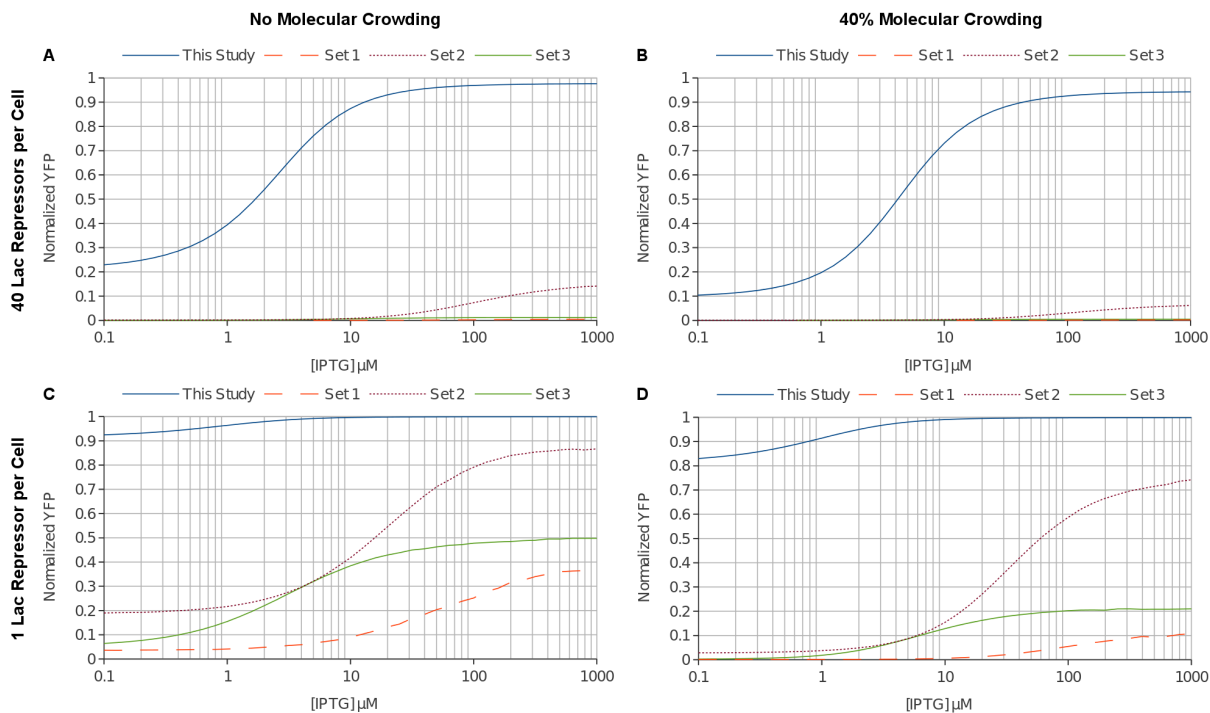 No Molecular Crowding
40% Molecular Crowding
40 Lac Repressors per Cell
A
This Study Set 1 Set 2 Set 3
Normalized YFP
1
0.9
0.8
0.7
0.6
0.5
0.4
0.3
0.2
0.1
0
0.1 1 10 100 1000
[IPTG] µM
B
This Study Set 1 Set 2 Set 3
Normalized YFP
1
0.9
0.8
0.7
0.6
0.5
0.4
0.3
0.2
0.1
0
0.1 1 10 100 1000
[IPTG] µM
1 Lac Repressor per Cell
C
This Study Set 1 Set 2 Set 3
Normalized YFP
1
0.9
0.8
0.7
0.6
0.5
0.4
0.3
0.2
0.1
0
0.1 1 10 100 1000
[IPTG] µM
D
This Study Set 1 Set 2 Set 3
Normalized YFP
1
0.9
0.8
0.7
0.6
0.5
0.4
0.3
0.2
0.1
0
0.1 1 10 100 1000
[IPTG] µM